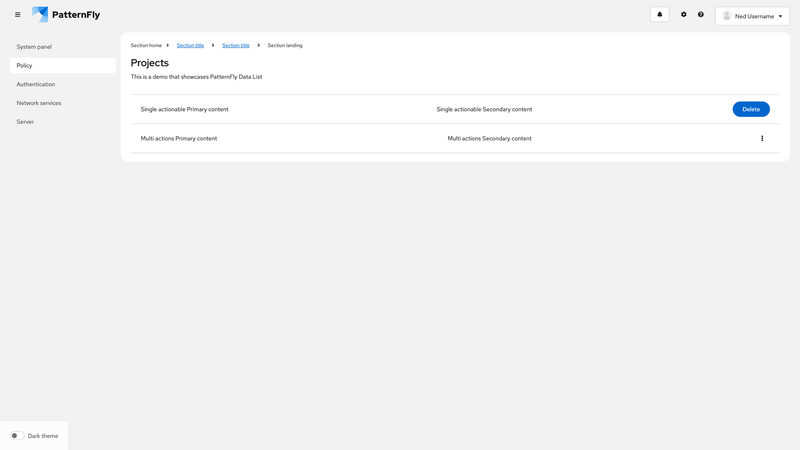 PatternFly
Ned Username
System panel
Policy
Authentication
Network services
Server
Section home Section title Section title Section landing
Projects
This is a demo that showcases PatternFly Data List
Single actionable Primary content Single actionable Secondary content Delete
Multi actions Primary content Multi actions Secondary content
Dark theme